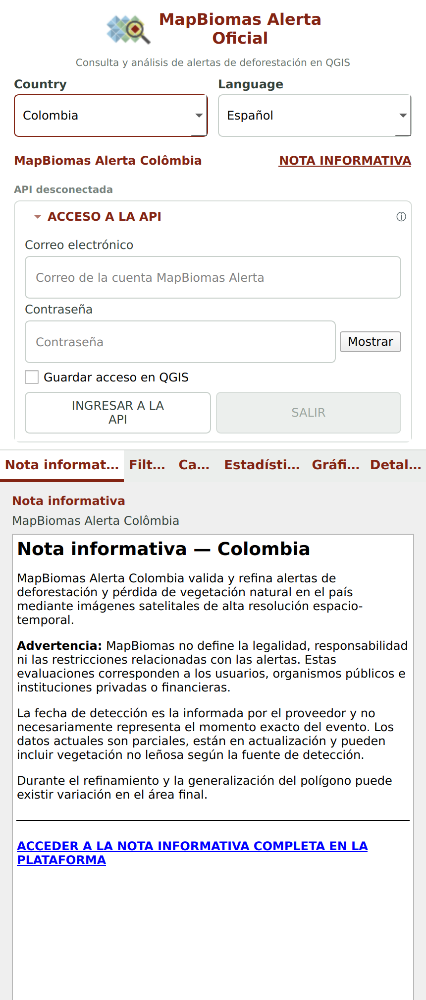 MapBiomas Alerta
Oficial
Consulta y análisis de alertas de deforestación en QGIS
Country
Language
Colombia
Español
MapBiomas Alerta Colômbia
NOTA INFORMATIVA
API desconectada
ACCESO A LA API
ⓘ
Correo electrónico
Correo de la cuenta MapBiomas Alerta
Contraseña
Contraseña
Mostrar
Guardar acceso en QGIS
INGRESAR A LA
API
SALIR
Nota informat... Filt... Ca... Estadísti... Gráfi... Detal...
Nota informativa
MapBiomas Alerta Colômbia
Nota informativa — Colombia
MapBiomas Alerta Colombia valida y refina alertas de
deforestación y pérdida de vegetación natural en el país
mediante imágenes satelitales de alta resolución espacio-
temporal.
Advertencia: MapBiomas no define la legalidad, responsabilidad
ni las restricciones relacionadas con las alertas. Estas
evaluaciones corresponden a los usuarios, organismos públicos e
instituciones privadas o financieras.
La fecha de detección es la informada por el proveedor y no
necesariamente representa el momento exacto del evento. Los
datos actuales son parciales, están en actualización y pueden
incluir vegetación no leñosa según la fuente de detección.
Durante el refinamiento y la generalización del polígono puede
existir variación en el área final.
ACCEDER A LA NOTA INFORMATIVA COMPLETA EN LA
PLATAFORMA